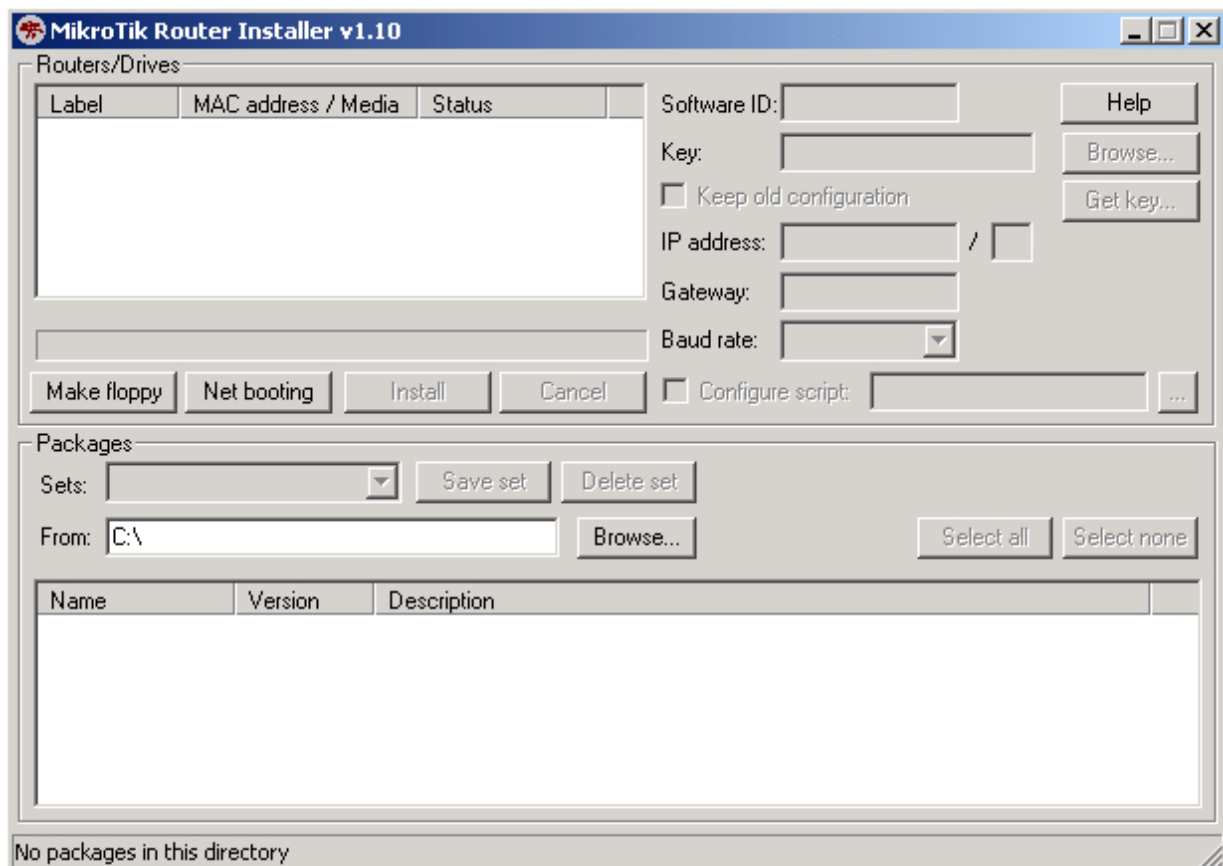 MikroTik Router Installer v1.10
Routers/Drives
Label MAC address / Media Status
Software ID:
Help
Key:
Browse...
Keep old configuration
Get key...
IP address: /
Gateway:
Baud rate:
Make floppy Net booting Install Cancel
Configure script: ...
Packages
Sets: Save set Delete set
From: C:\ Browse... Select all Select none
Name Version Description
No packages in this directory